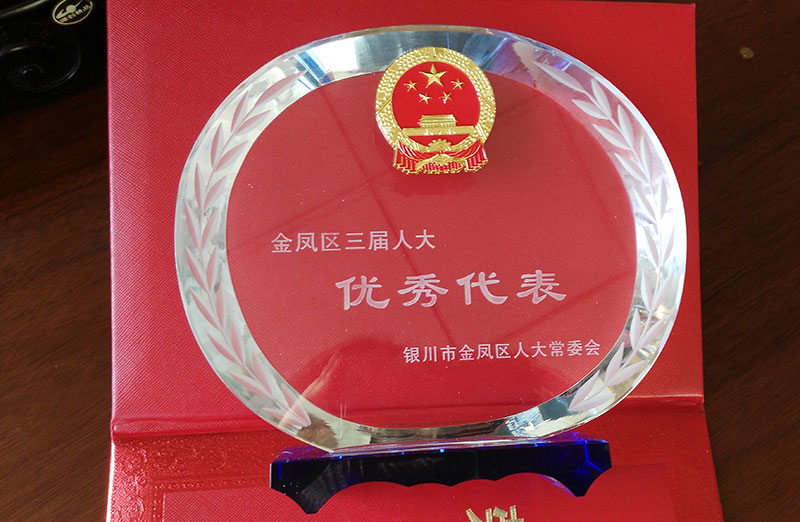 金凤区三届人大
优秀代表
银川市金凤区人大常委会